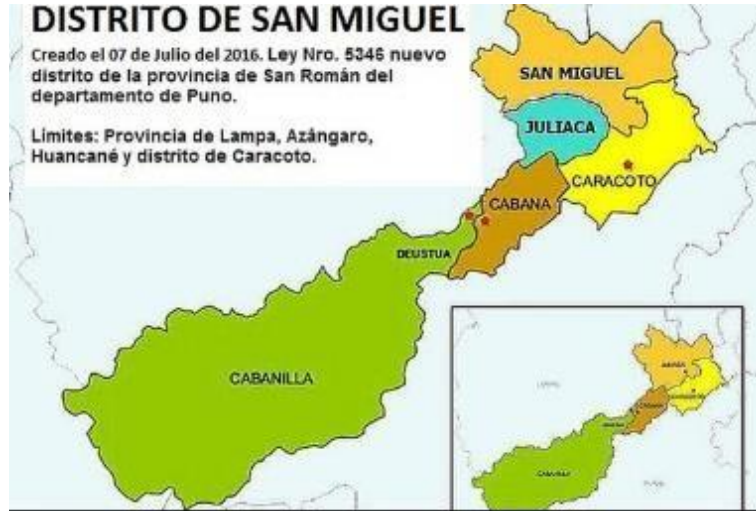 DISTRITO DE SAN MIGUEL
Creado el 07 de Julio del 2016. Ley Nro. 5346 nuevo
distrito de la provincia de San Román del
departamento de Puno.
Límites: Provincia de Lampa, Azángaro,
Huancané y distrito de Caracoto.
SAN MIGUEL
JULIACA
CARACOTO
CABANA
DEUSTUA
CABANILLA